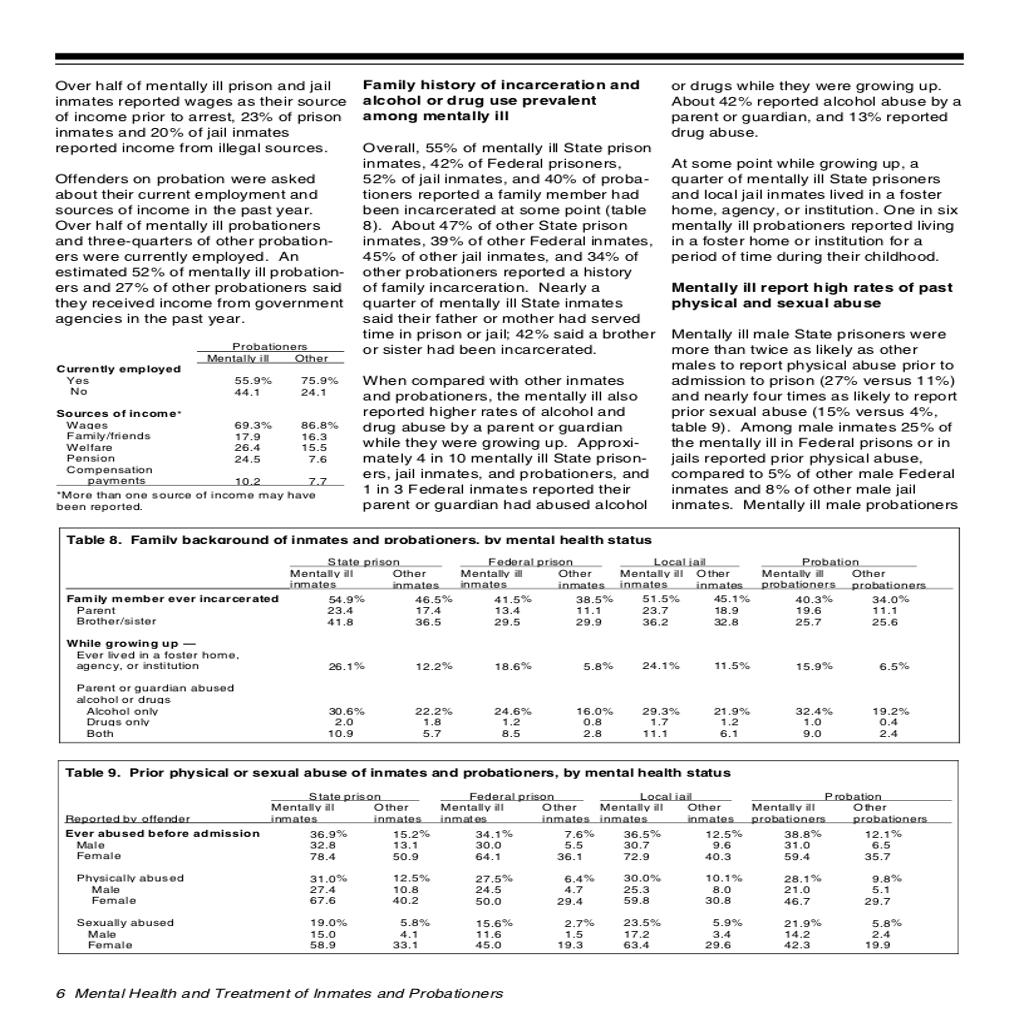 Over half of mentally ill prison and jail
inmates reported wages as their source
of income prior to arrest, 23% of prison
inmates and 20% of jail inmates
reported income from illegal sources.
Offenders on probation were asked
about their current employment and
sources of income in the past year.
Over half of mentally ill probationers
and three-quarters of other probation-
ers were currently employed. An
estimated 52% of mentally ill probation-
ers and 27% of other probationers said
they received income from government
agencies in the past year.
Probationers
Mentally ill Other
Currently employed
Yes 55.9% 75.9%
No 44.1 24.1
Sources of income*
Wages 69.3% 86.8%
Family/friends 17.9 16.3
Welfare 26.4 15.5
Pension 24.5 7.6
Compensation
payments 10.2 7.7
*More than one source of income may have
been reported.
Family history of incarceration and
alcohol or drug use prevalent
among mentally ill
Overall, 55% of mentally ill State prison
inmates, 42% of Federal prisoners,
52% of jail inmates, and 40% of proba-
tioners reported a family member had
been incarcerated at some point (table
8). About 47% of other State prison
inmates, 39% of other Federal inmates,
45% of other jail inmates, and 34% of
other probationers reported a history
of family incarceration. Nearly a
quarter of mentally ill State inmates
said their father or mother had served
time in prison or jail; 42% said a brother
or sister had been incarcerated.
When compared with other inmates
and probationers, the mentally ill also
reported higher rates of alcohol and
drug abuse by a parent or guardian
while they were growing up. Approxi-
mately 4 in 10 mentally ill State prison-
ers, jail inmates, and probationers, and
1 in 3 Federal inmates reported their
parent or guardian had abused alcohol
or drugs while they were growing up.
About 42% reported alcohol abuse by a
parent or guardian, and 13% reported
drug abuse.
At some point while growing up, a
quarter of mentally ill State prisoners
and local jail inmates lived in a foster
home, agency, or institution. One in six
mentally ill probationers reported living
in a foster home or institution for a
period of time during their childhood.
Mentally ill report high rates of past
physical and sexual abuse
Mentally ill male State prisoners were
more than twice as likely as other
males to report physical abuse prior to
admission to prison (27% versus 11%)
and nearly four times as likely to report
prior sexual abuse (15% versus 4%,
table 9). Among male inmates 25% of
the mentally ill in Federal prisons or in
jails reported prior physical abuse,
compared to 5% of other male Federal
inmates and 8% of other male jail
inmates. Mentally ill male probationers
Table 8. Family background of inmates and probationers, by mental health status
State prison Federal prison Local jail Probation
Mentally ill Other Mentally ill Other Mentally ill Other Mentally ill Other
inmates inmates inmates inmates inmates inmates probationers probationers
Family member ever incarcerated 54.9% 46.5% 41.5% 38.5% 51.5% 45.1% 40.3% 34.0%
Parent 23.4 17.4 13.4 11.1 23.7 18.9 19.6 11.1
Brother/sister 41.8 36.5 29.5 29.9 36.2 32.8 25.7 25.6
While growing up —
Ever lived in a foster home,
agency, or institution 26.1% 12.2% 18.6% 5.8% 24.1% 11.5% 15.9% 6.5%
Parent or guardian abused
alcohol or drugs
Alcohol only 30.6% 22.2% 24.6% 16.0% 29.3% 21.9% 32.4% 19.2%
Drugs only 2.0 1.8 1.2 0.8 1.7 1.2 1.0 0.4
Both 10.9 5.7 8.5 2.8 11.1 6.1 9.0 2.4
Table 9. Prior physical or sexual abuse of inmates and probationers, by mental health status
State prison Federal prison Local jail Probation
Mentally ill Other Mentally ill Other Mentally ill Other Mentally ill Other
Reported by offender inmates inmates inmates inmates inmates inmates probationers probationers
Ever abused before admission 36.9% 15.2% 34.1% 7.6% 36.5% 12.5% 38.8% 12.1%
Male 32.8 13.1 30.0 5.5 30.7 9.6 31.0 6.5
Female 78.4 50.9 64.1 36.1 72.9 40.3 59.4 35.7
Physically abused 31.0% 12.5% 27.5% 6.4% 30.0% 10.1% 28.1% 9.8%
Male 27.4 10.8 24.5 4.7 25.3 8.0 21.0 5.1
Female 67.6 40.2 50.0 29.4 59.8 30.8 46.7 29.7
Sexually abused 19.0% 5.8% 15.6% 2.7% 23.5% 5.9% 21.9% 5.8%
Male 15.0 4.1 11.6 1.5 17.2 3.4 14.2 2.4
Female 58.9 33.1 45.0 19.3 63.4 29.6 42.3 19.9
6 Mental Health and Treatment of Inmates and Probationers